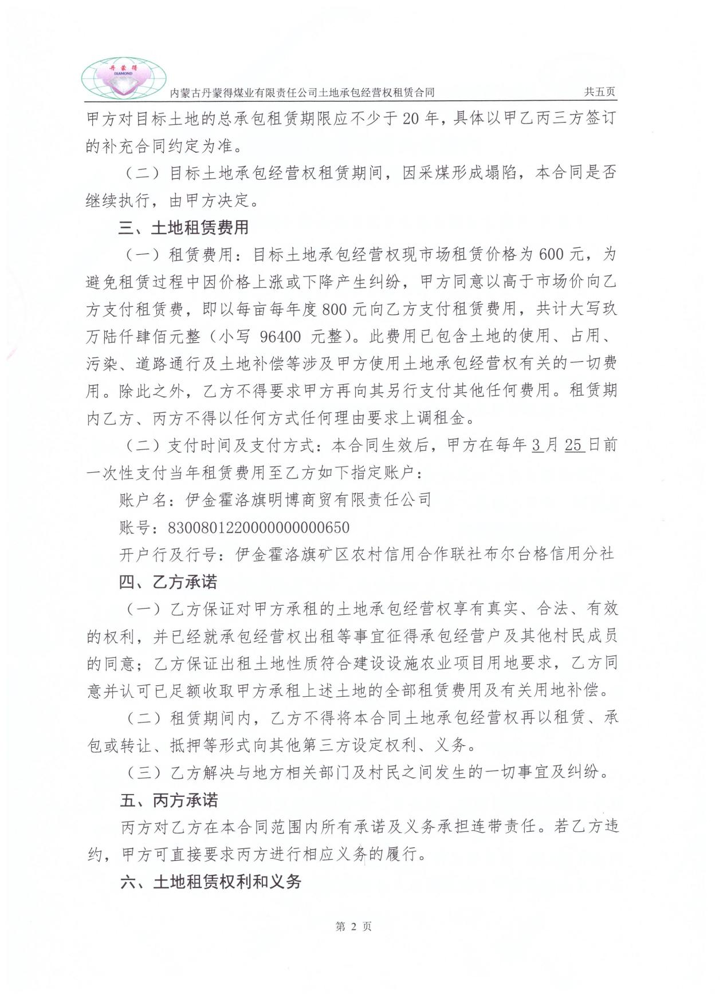 丹蒙得
DIAMOND
内蒙古丹蒙得煤业有限责任公司土地承包经营权租赁合同 共五页
甲方对目标土地的总承包租赁期限应不少于 20 年，具体以甲乙丙三方签订
的补充合同约定为准。
（二）目标土地承包经营权租赁期间，因采煤形成塌陷，本合同是否
继续执行，由甲方决定。
三、土地租赁费用
（一）租赁费用：目标土地承包经营权现市场租赁价格为 600 元，为
避免租赁过程中因价格上涨或下降产生纠纷，甲方同意以高于市场价向乙
方支付租赁费，即以每亩每年度 800 元向乙方支付租赁费用，共计大写玖
万陆仟肆佰元整（小写 96400 元整）。此费用已包含土地的使用、占用、
污染、道路通行及土地补偿等涉及甲方使用土地承包经营权有关的一切费
用。除此之外，乙方不得要求甲方再向其另行支付其他任何费用。租赁期
内乙方、丙方不得以任何方式任何理由要求上调租金。
（二）支付时间及支付方式：本合同生效后，甲方在每年 3 月 25 日前
一次性支付当年租赁费用至乙方如下指定账户：
账户名：伊金霍洛旗明博商贸有限责任公司
账号：8300801220000000000650
开户行及行号：伊金霍洛旗矿区农村信用合作联社布尔台格信用分社
四、乙方承诺
（一）乙方保证对甲方承租的土地承包经营权享有真实、合法、有效
的权利，并已经就承包经营权出租等事宜征得承包经营户及其他村民成员
的同意；乙方保证出租土地性质符合建设设施农业项目用地要求，乙方同
意并认可已足额收取甲方承租上述土地的全部租赁费用及有关用地补偿。
（二）租赁期间内，乙方不得将本合同土地承包经营权再以租赁、承
包或转让、抵押等形式向其他第三方设定权利、义务。
（三）乙方解决与地方相关部门及村民之间发生的一切事宜及纠纷。
五、丙方承诺
丙方对乙方在本合同范围内所有承诺及义务承担连带责任。若乙方违
约，甲方可直接要求丙方进行相应义务的履行。
六、土地租赁权利和义务
第 2 页